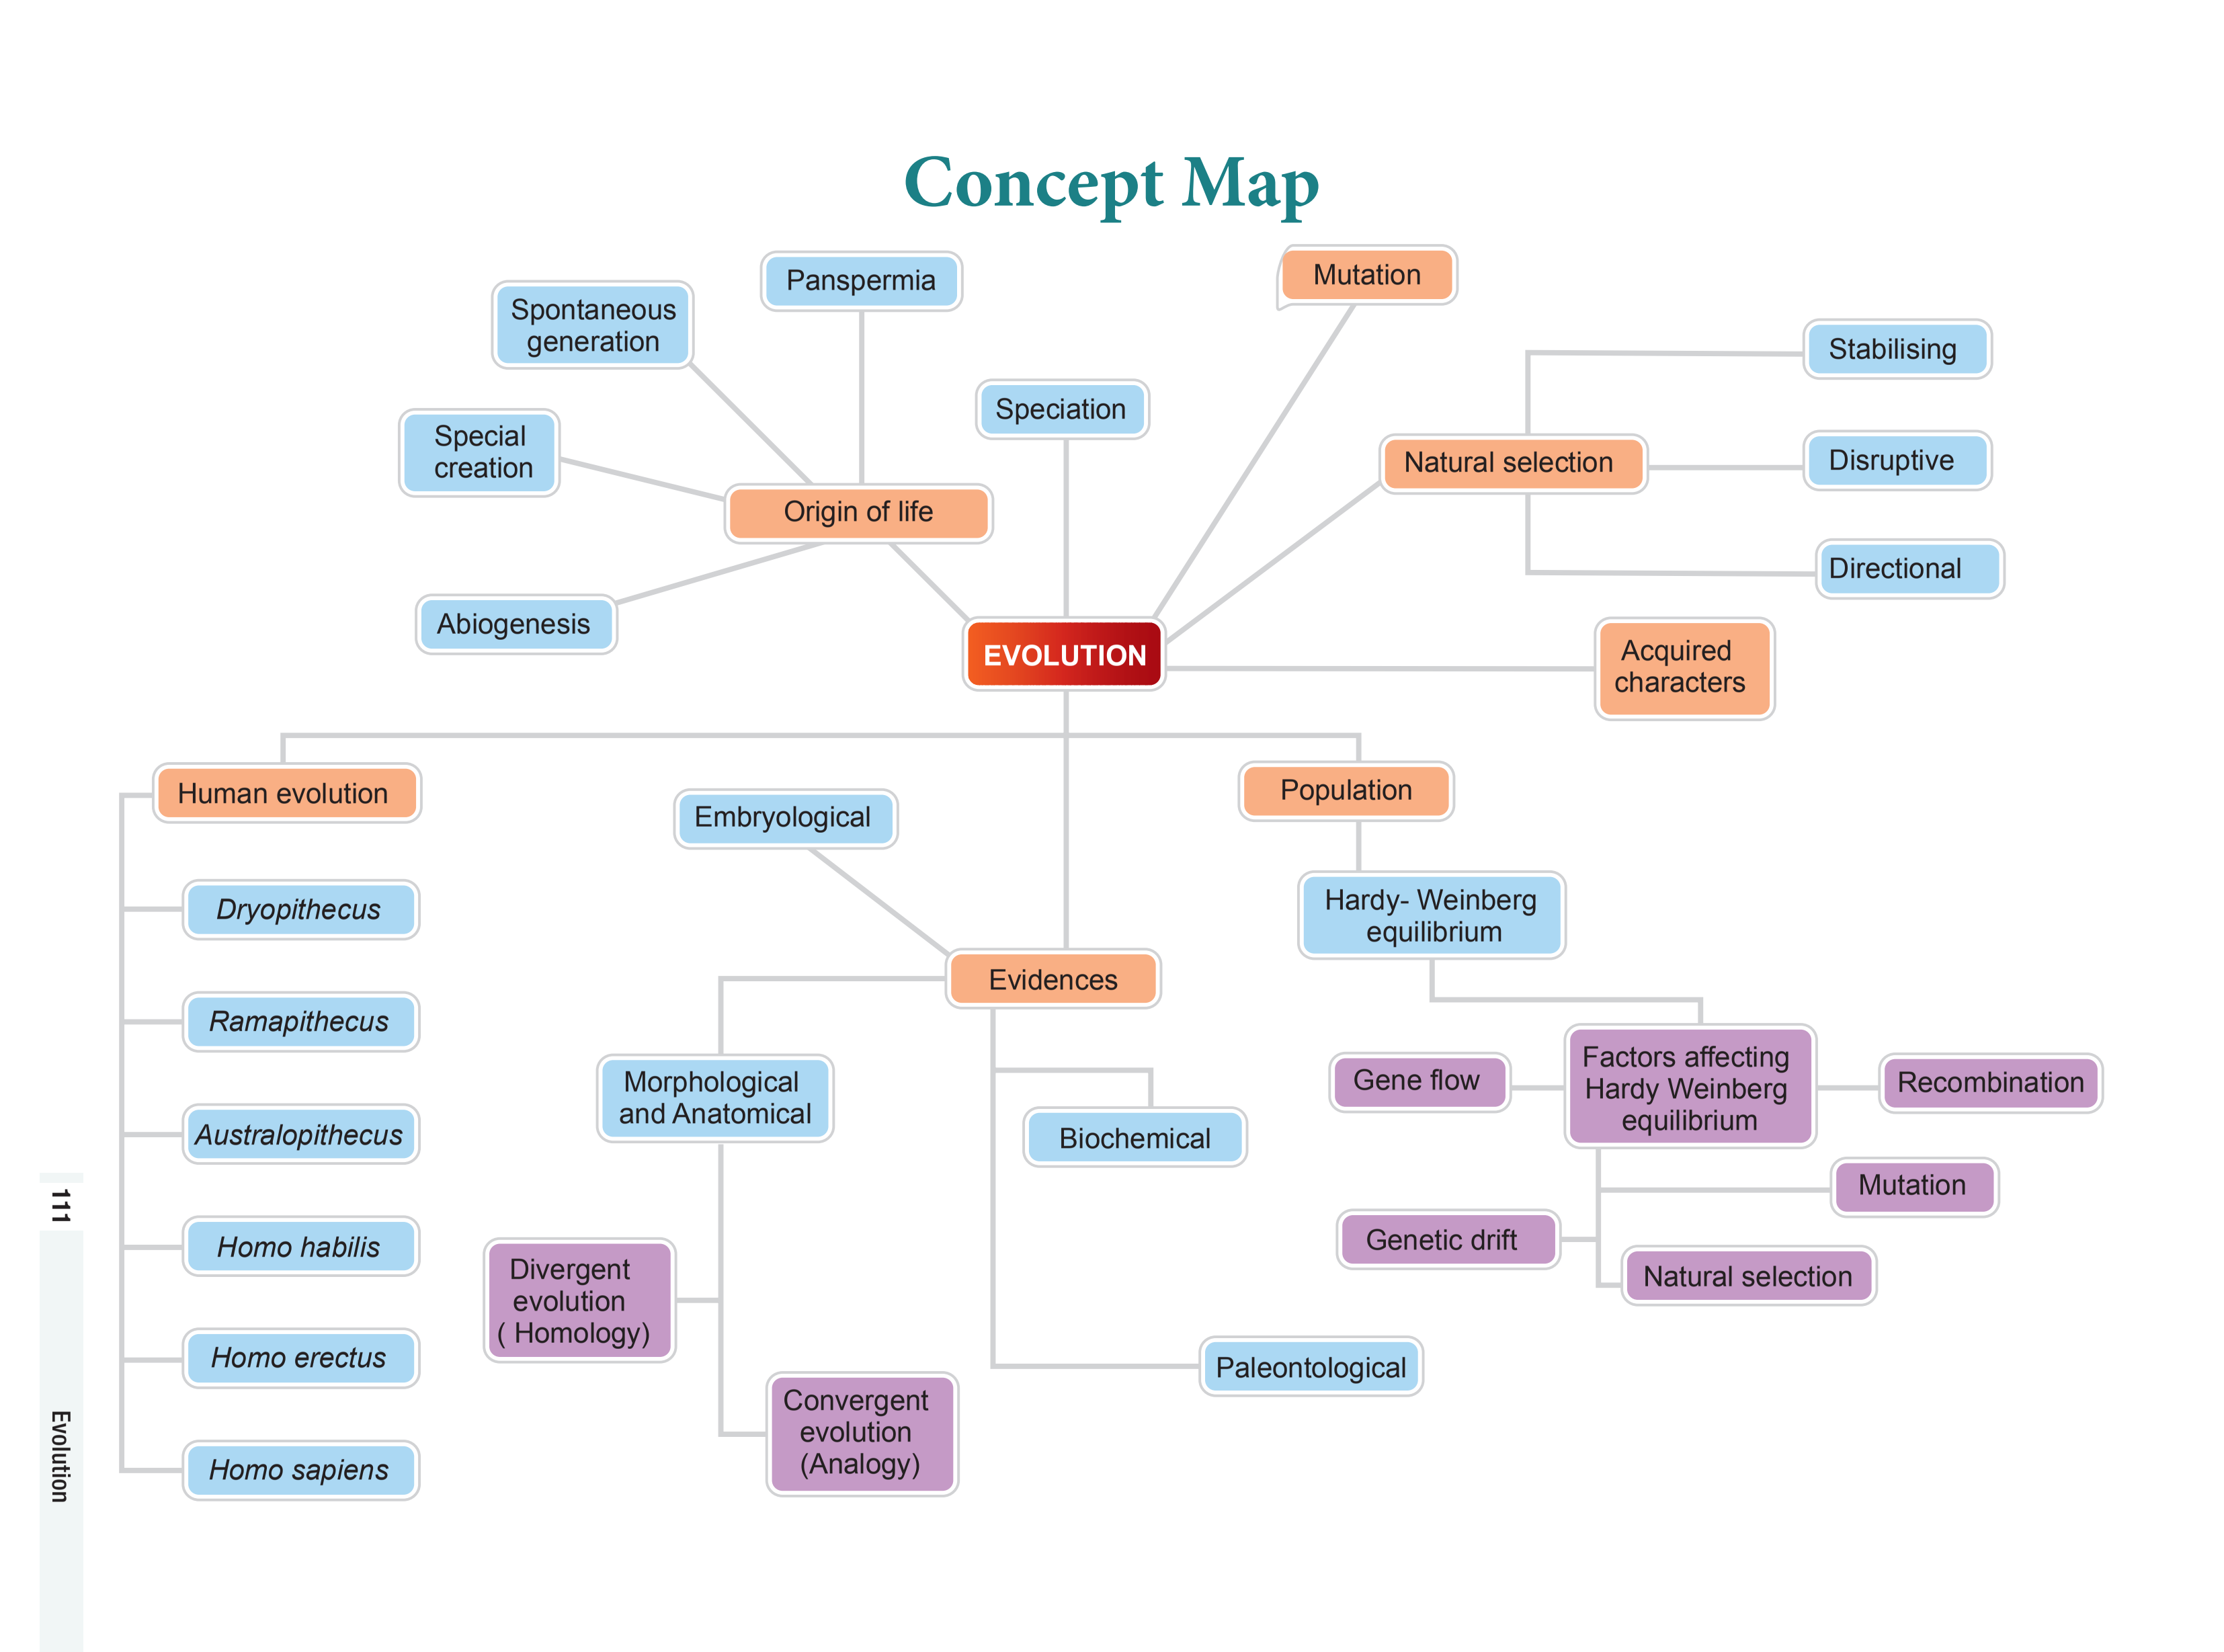 Concept Map
Panspermia
Mutation
Spontaneous
generation
Stabilising
Speciation
Special
creation
Natural selection
Disruptive
Origin of life
Directional
Abiogenesis
EVOLUTION
Acquired
characters
Human evolution
Embryological
Population
Dryopithecus
Hardy- Weinberg
equilibrium
Evidences
Ramapithecus
Morphological
and Anatomical
Gene flow
Factors affecting
Hardy Weinberg
equilibrium
Recombination
Australopithecus
Biochemical
Mutation
Homo habilis
Genetic drift
Natural selection
Divergent
evolution
( Homology)
Homo erectus
Paleontological
Convergent
evolution
(Analogy)
Homo sapiens
111
Evolution